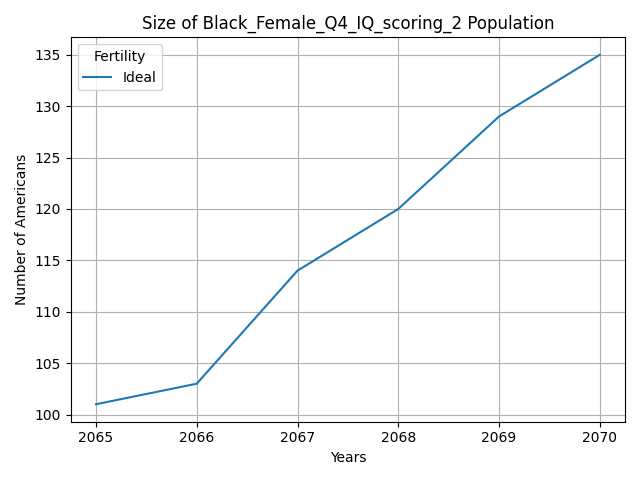 Size of Black_Female_Q4_IQ_scoring_2 Population
Fertility
Ideal
135
130
125
120
115
110
105
100
Number of Americans
2065 2066 2067 2068 2069 2070
Years